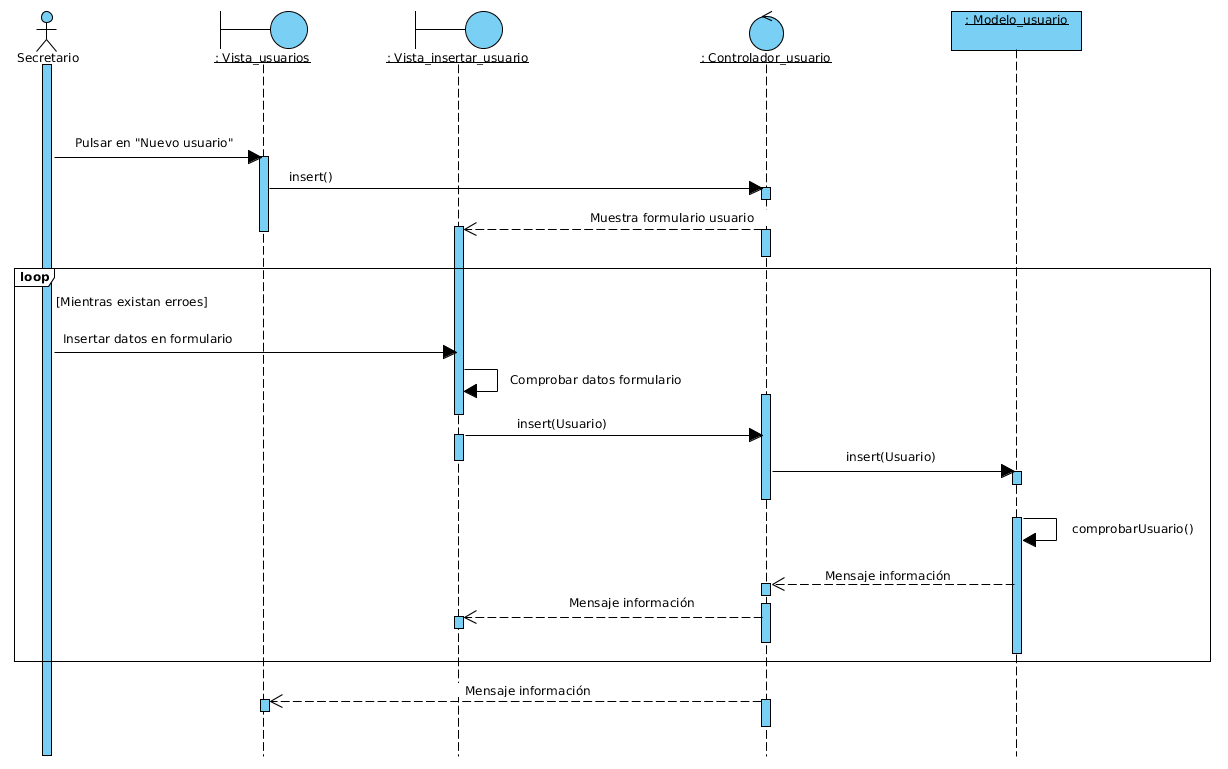 Secretario
: Vista_usuarios
: Vista_insertar_usuario
: Controlador_usuario
: Modelo_usuario
Pulsar en "Nuevo usuario"
insert()
Muestra formulario usuario
loop
[Mientras existan erroes]
Insertar datos en formulario
Comprobar datos formulario
insert(Usuario)
insert(Usuario)
comprobarUsuario()
Mensaje información
Mensaje información
Mensaje información